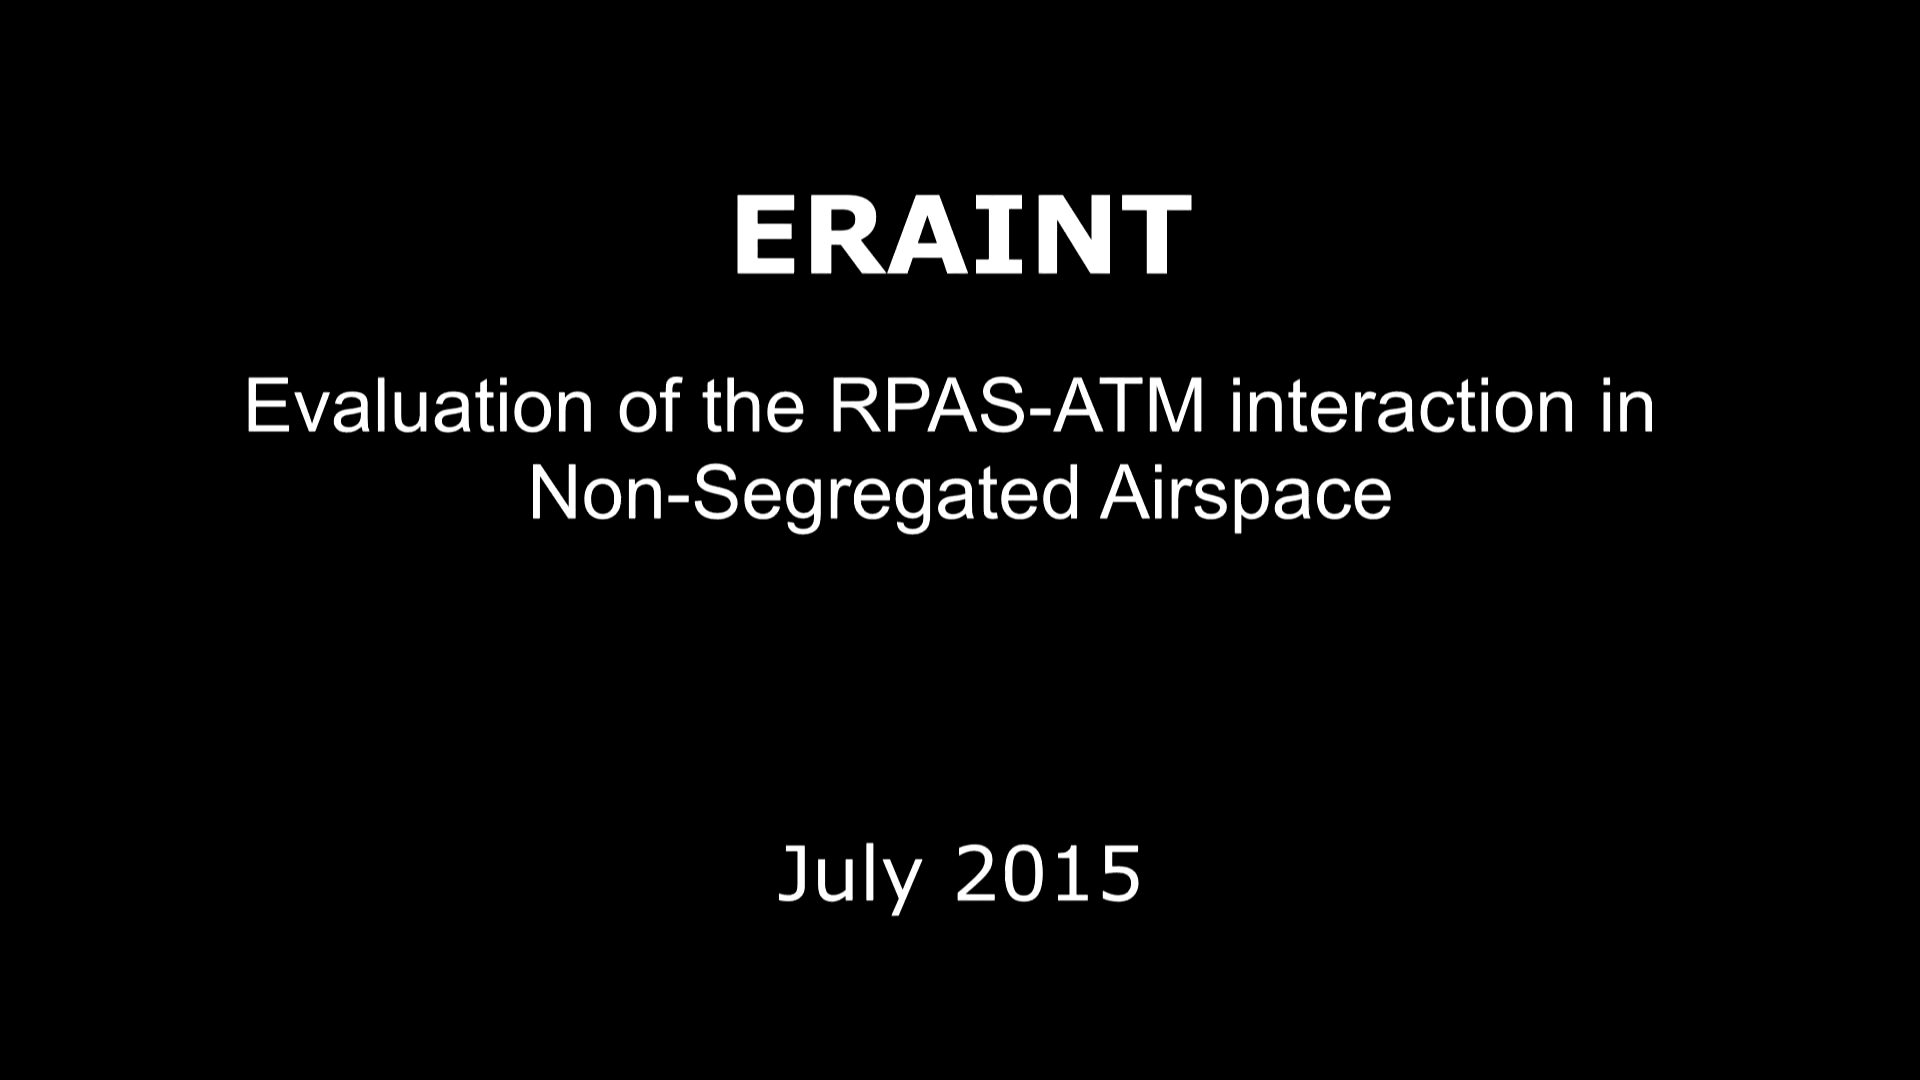 ERAINT
Evaluation of the RPAS-ATM interaction in
Non-Segregated Airspace
July 2015